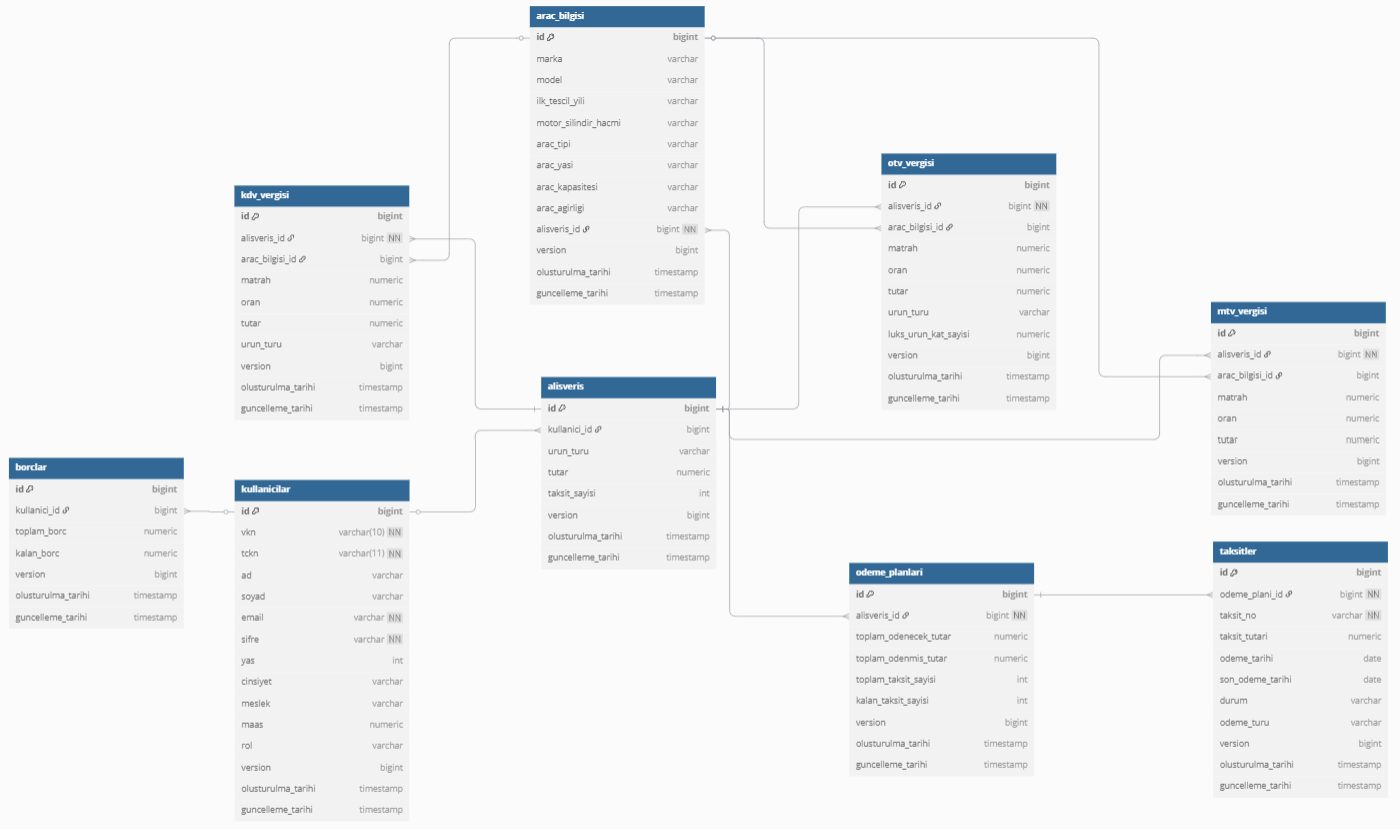 arac_bilgisi
id bigint
marka varchar
model varchar
ilk_tescil_yili varchar
motor_silindir_hacmi varchar
arac_tipi varchar
arac_yasi varchar
arac_kapasitesi varchar
arac_agirligi varchar
alisveris_id bigint NN
version bigint
olusturulma_tarihi timestamp
guncelleme_tarihi timestamp
otv_vergisi
id bigint
alisveris_id bigint NN
arac_bilgisi_id bigint
matrah numeric
oran numeric
tutar numeric
urun_turu varchar
luks_urun_kat_sayisi numeric
version bigint
olusturulma_tarihi timestamp
guncelleme_tarihi timestamp
kdv_vergisi
id bigint
alisveris_id bigint NN
arac_bilgisi_id bigint
matrah numeric
oran numeric
tutar numeric
urun_turu varchar
version bigint
olusturulma_tarihi timestamp
guncelleme_tarihi timestamp
mtv_vergisi
id bigint
alisveris_id bigint NN
arac_bilgisi_id bigint
matrah numeric
oran numeric
tutar numeric
version bigint
olusturulma_tarihi timestamp
guncelleme_tarihi timestamp
alisveris
id bigint
kullanici_id bigint
urun_turu varchar
tutar numeric
taksit_sayisi int
version bigint
olusturulma_tarihi timestamp
guncelleme_tarihi timestamp
borclar
id bigint
kullanici_id bigint
toplam_borc numeric
kalan_borc numeric
version bigint
olusturulma_tarihi timestamp
guncelleme_tarihi timestamp
kullanicilar
id bigint
vkn varchar(10) NN
tckn varchar(11) NN
ad varchar
soyad varchar
email varchar NN
sifre varchar NN
yas int
cinsiyet varchar
meslek varchar
maas numeric
rol varchar
version bigint
olusturulma_tarihi timestamp
guncelleme_tarihi timestamp
odeme_planlari
id bigint
alisveris_id bigint NN
toplam_odenecek_tutar numeric
toplam_odenmis_tutar numeric
toplam_taksit_sayisi int
kalan_taksit_sayisi int
version bigint
olusturulma_tarihi timestamp
guncelleme_tarihi timestamp
taksitler
id bigint
odeme_plani_id bigint NN
taksit_no varchar NN
taksit_tutari numeric
odeme_tarihi date
son_odeme_tarihi date
durum varchar
odeme_turu varchar
version bigint
olusturulma_tarihi timestamp
guncelleme_tarihi timestamp